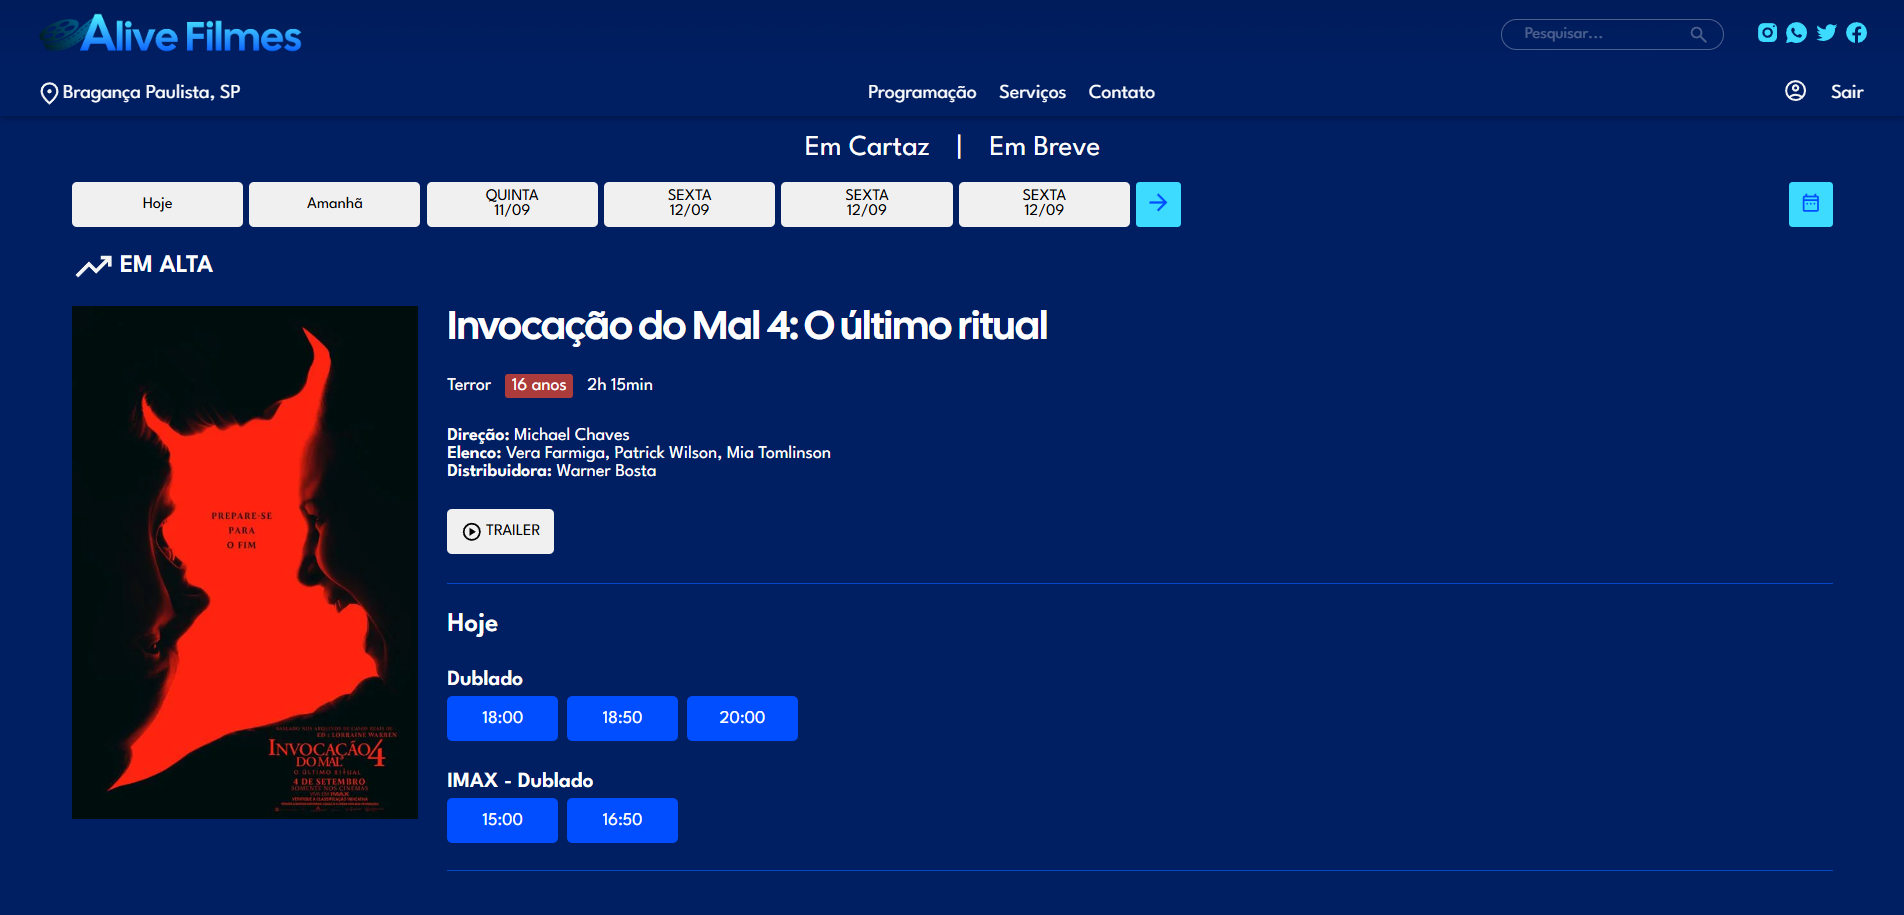 Alive Filmes
Pesquisar...
Bragança Paulista, SP
Programação Serviços Contato
Sair
Em Cartaz | Em Breve
Hoje
Amanhã
QUINTA
11/09
SEXTA
12/09
SEXTA
12/09
SEXTA
12/09
EM ALTA
PREPARE-SE
PARA
O FIM
ED E LORRAINE WARREN
INVOCAÇÃO
DO MAL 4
O ÚLTIMO RITUAL
4 DE SETEMBRO
SOMENTE NOS CINEMAS
Invocação do Mal 4: O último ritual
Terror 16 anos 2h 15min
Direção: Michael Chaves
Elenco: Vera Farmiga, Patrick Wilson, Mia Tomlinson
Distribuidora: Warner Bosta
TRAILER
Hoje
Dublado
18:00 18:50 20:00
IMAX - Dublado
15:00 16:50